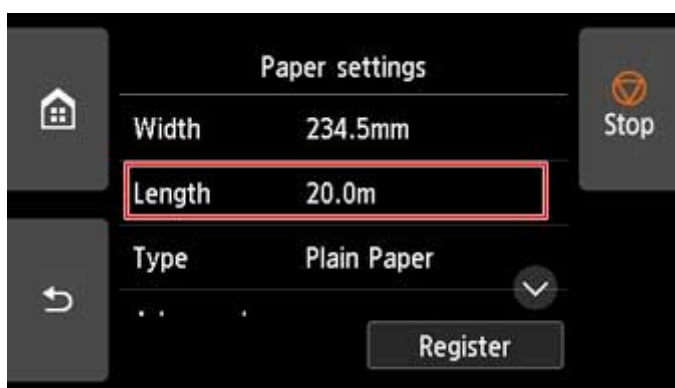 Paper settings
Width 234.5mm
Stop
Length 20.0m
Type Plain Paper
Register